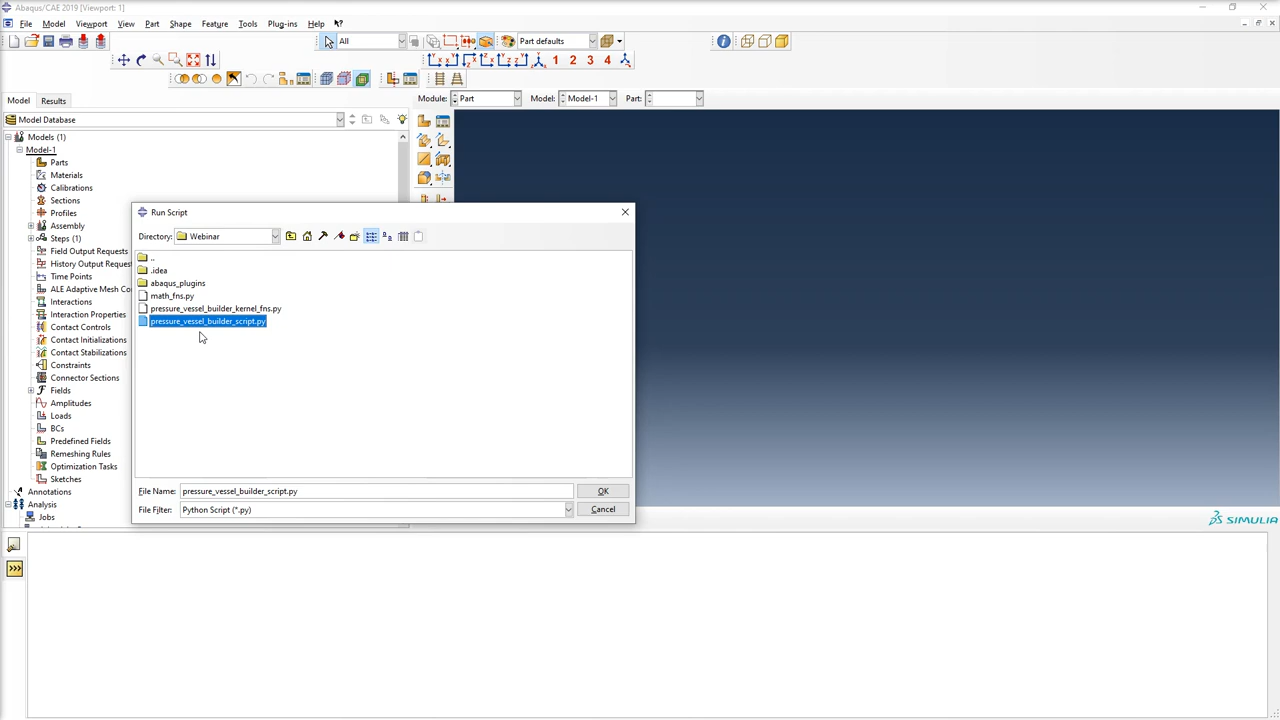 Abaqus/CAE 2019 [Viewport: 1]
File Model Viewport View Part Shape Feature Tools Plug-ins Help
All
Part defaults
1 2 3 4
Model Results
Module: Part Model: Model-1 Part:
Model Database
Models (1)
Model-1
Parts
Materials
Calibrations
Sections
Profiles
Assembly
Steps (1)
Field Output Requests
History Output Reques
Time Points
ALE Adaptive Mesh Co
Interactions
Interaction Properties
Contact Controls
Contact Initializations
Contact Stabilizations
Constraints
Connector Sections
Fields
Amplitudes
Loads
BCs
Predefined Fields
Remeshing Rules
Optimization Tasks
Sketches
Annotations
Analysis
Jobs
Run Script
Directory: Webinar
..
.idea
abaqus_plugins
math_fns.py
pressure_vessel_builder_kernel_fns.py
pressure_vessel_builder_script.py
File Name: pressure_vessel_builder_script.py OK
File Filter: Python Script (*.py) Cancel
SIMULIA
>>>